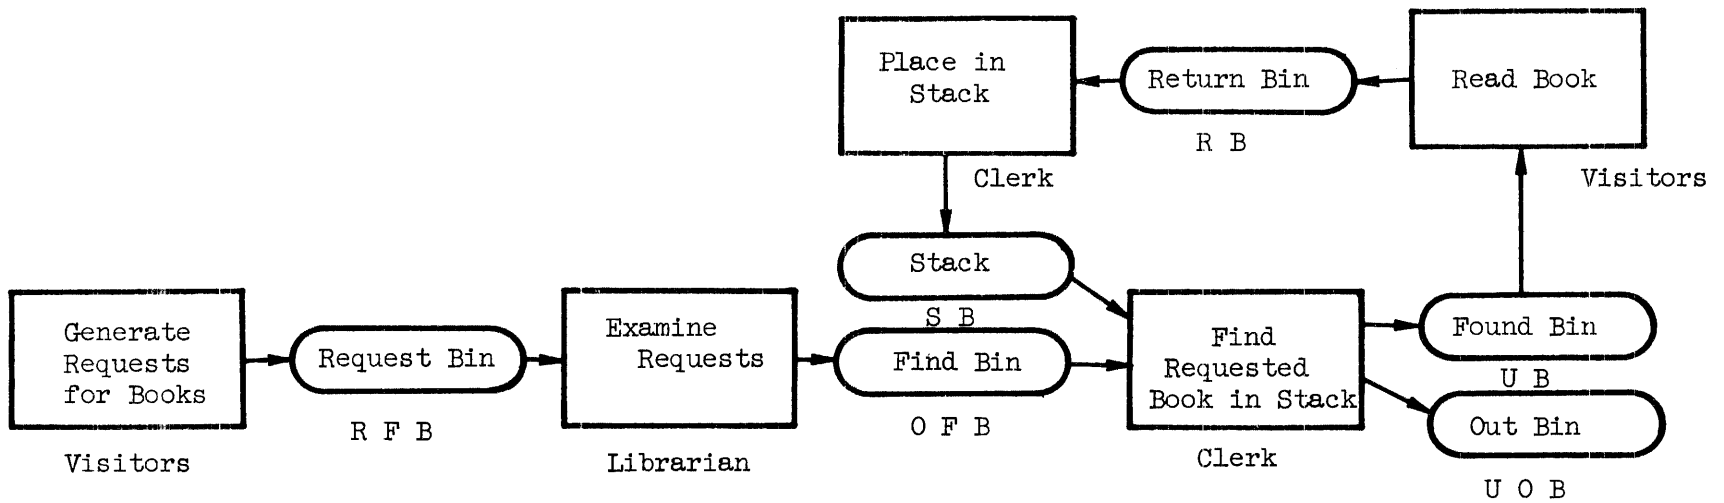 Place in
Stack
Clerk
Return Bin
R B
Read Book
Visitors
Stack
S B
Generate
Requests
for Books
Visitors
Request Bin
R F B
Examine
Requests
Librarian
Find Bin
O F B
Find
Requested
Book in Stack
Clerk
Found Bin
U B
Out Bin
U O B